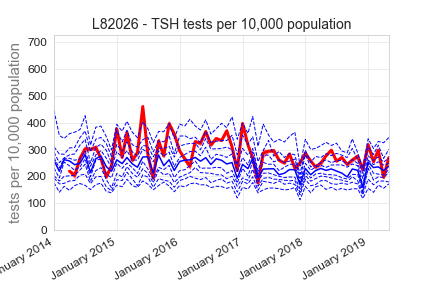 L82026 - TSH tests per 10,000 population
tests per 10,000 population
700
600
500
400
300
200
100
0
nuary 2014
January 2015
January 2016
January 2017
January 2018
January 2019